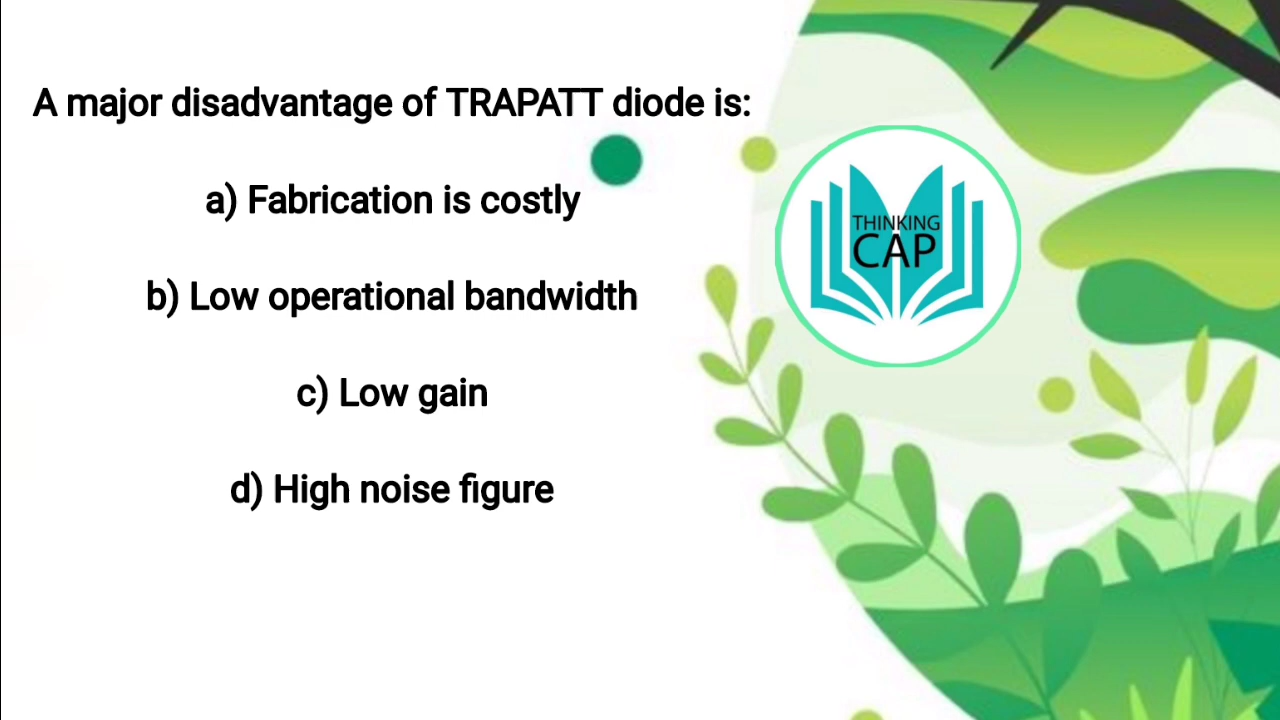 A major disadvantage of TRAPATT diode is:
a) Fabrication is costly
b) Low operational bandwidth
c) Low gain
d) High noise figure
THINKING
CAP